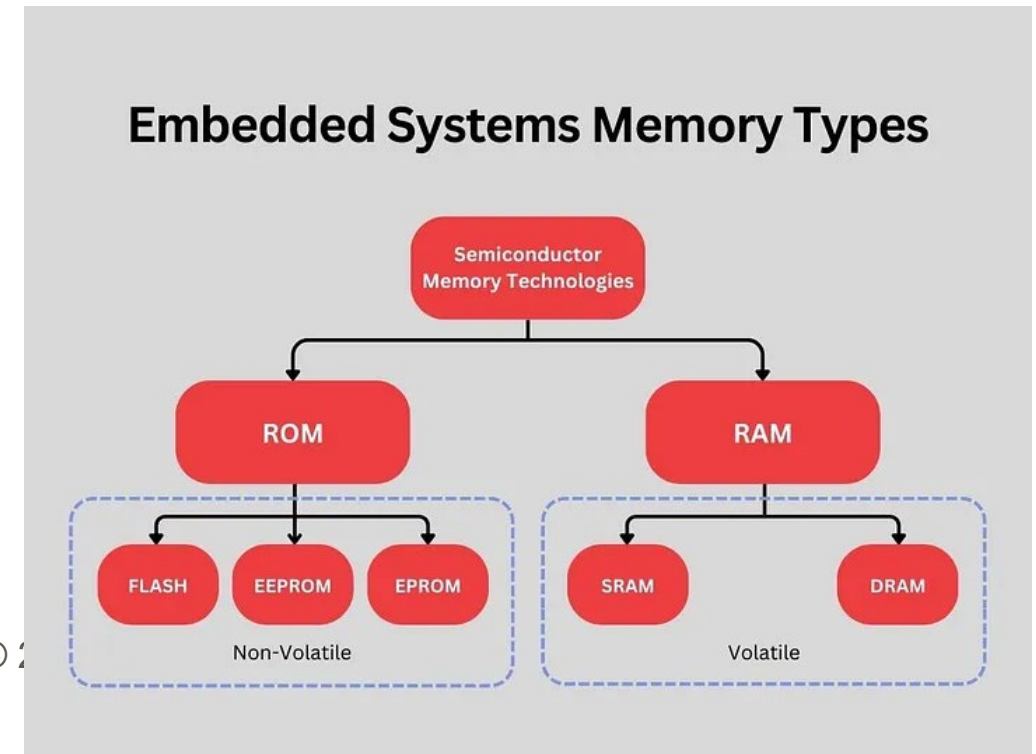 Embedded Systems Memory Types
Semiconductor
Memory Technologies
ROM
RAM
FLASH
EEPROM
EPROM
SRAM
DRAM
Non-Volatile
Volatile